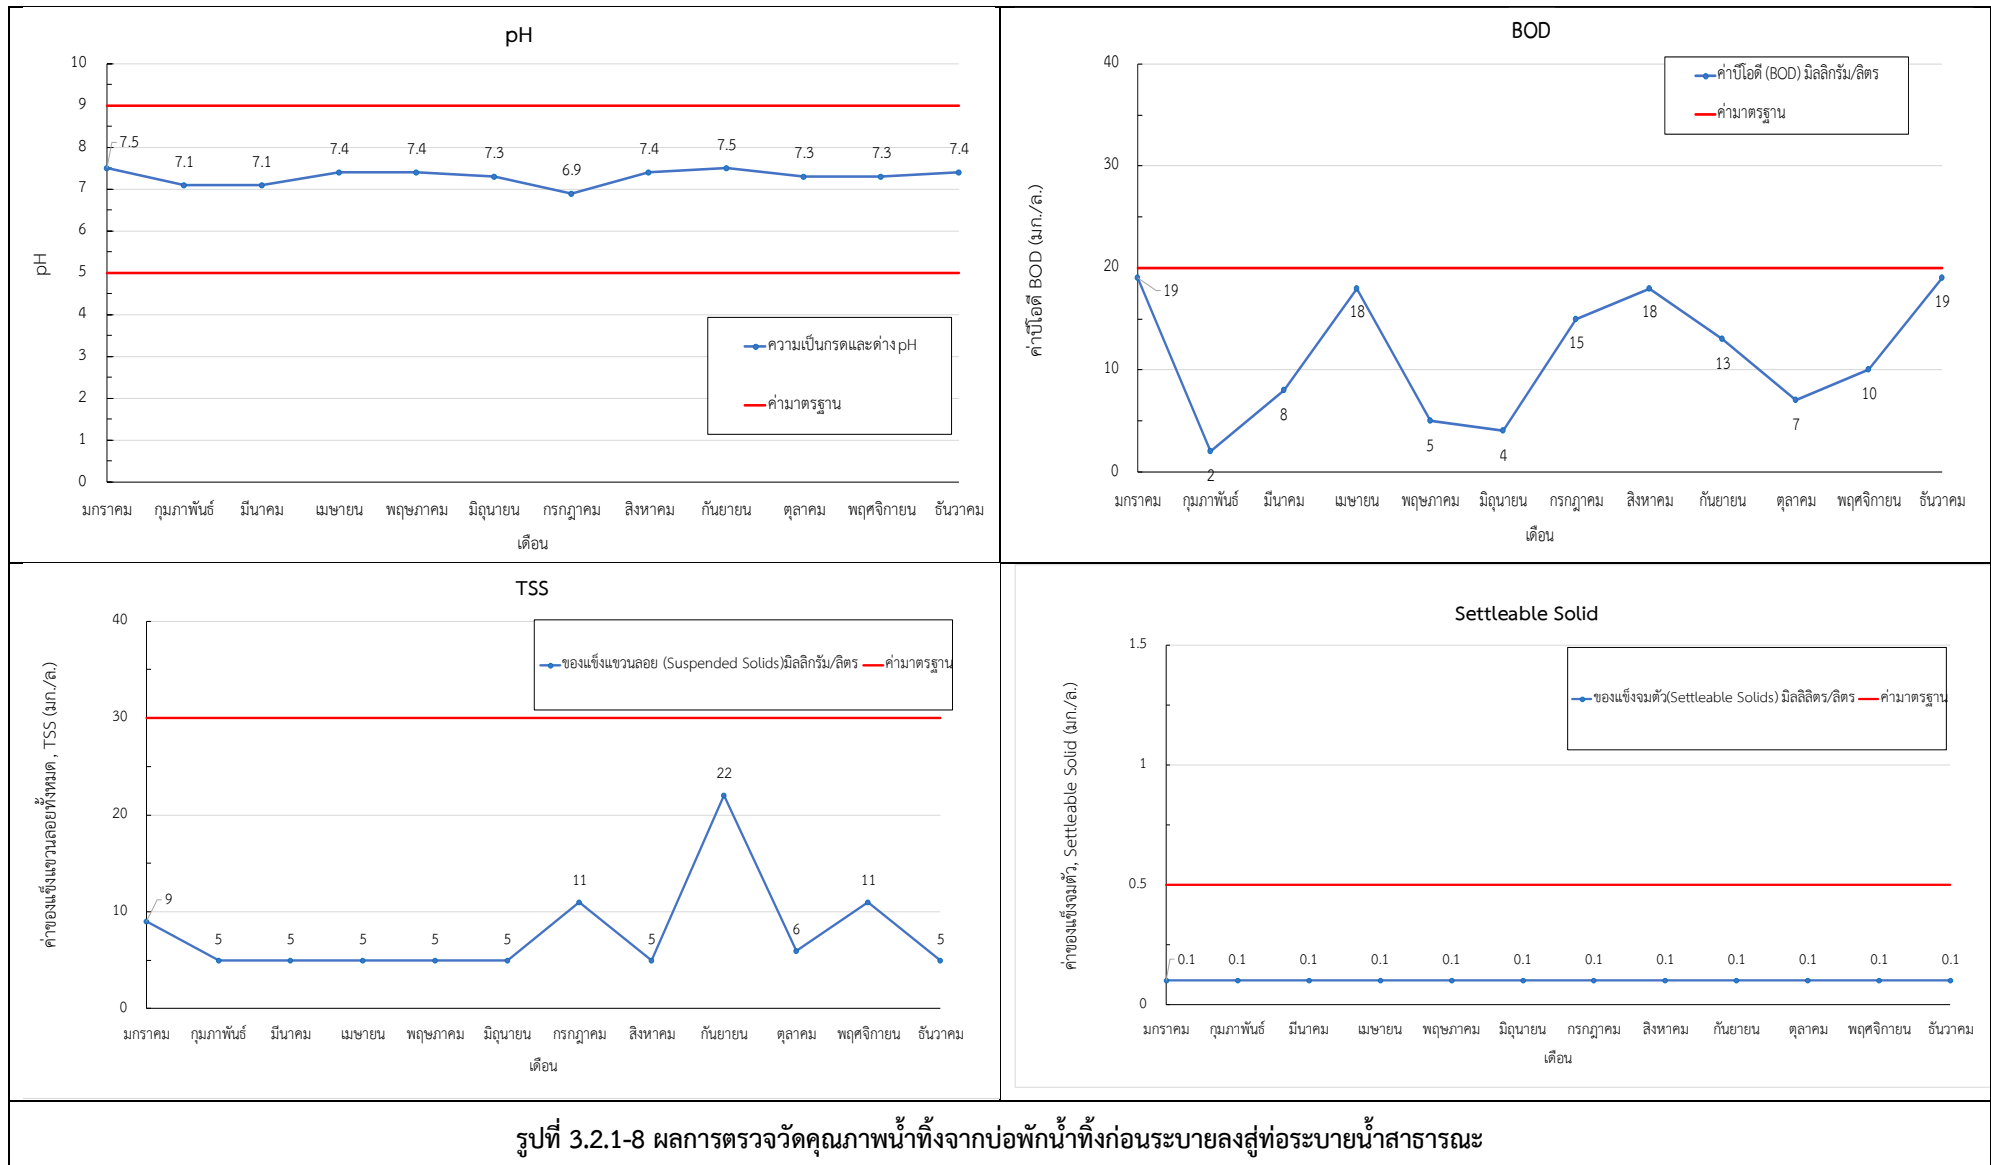 pH
10
9
8
7
6
5
4
3
2
1
0
pH
7.5 7.1 7.1 7.4 7.4 7.3 6.9 7.4 7.5 7.3 7.3 7.4
ความเป็นกรดและด่าง pH
ค่ามาตรฐาน
มกราคม กุมภาพันธ์ มีนาคม เมษายน พฤษภาคม มิถุนายน กรกฎาคม สิงหาคม กันยายน ตุลาคม พฤศจิกายน ธันวาคม
เดือน
BOD
40
30
20
10
0
ค่าบีโอดี BOD (มก./ล.)
ค่าบีโอดี (BOD) มิลลิกรัม/ลิตร
ค่ามาตรฐาน
19 2 8 18 5 4 15 18 13 7 10 19
มกราคม กุมภาพันธ์ มีนาคม เมษายน พฤษภาคม มิถุนายน กรกฎาคม สิงหาคม กันยายน ตุลาคม พฤศจิกายน ธันวาคม
เดือน
TSS
40
30
20
10
0
ค่าของแข็งแขวนลอยทั้งหมด , TSS (มก./ล.)
ของแข็งแขวนลอย (Suspended Solids)มิลลิกรัม/ลิตร ค่ามาตรฐาน
9 5 5 5 5 5 11 5 22 6 11 5
มกราคม กุมภาพันธ์ มีนาคม เมษายน พฤษภาคม มิถุนายน กรกฎาคม สิงหาคม กันยายน ตุลาคม พฤศจิกายน ธันวาคม
เดือน
Settleable Solid
1.5
1
0.5
0
ค่าของแข็งจมตัว, Settleable Solid (มก./ล.)
ของแข็งจมตัว(Settleable Solids) มิลลิลิตร/ลิตร ค่ามาตรฐาน
0.1 0.1 0.1 0.1 0.1 0.1 0.1 0.1 0.1 0.1 0.1 0.1
มกราคม กุมภาพันธ์ มีนาคม เมษายน พฤษภาคม มิถุนายน กรกฎาคม สิงหาคม กันยายน ตุลาคม พฤศจิกายน ธันวาคม
เดือน
รูปที่ 3.2.1-8 ผลการตรวจวัดคุณภาพน้ำทิ้งจากบ่อพักน้ำทิ้งก่อนระบายลงสู่ท่อระบายน้ำสาธารณะ